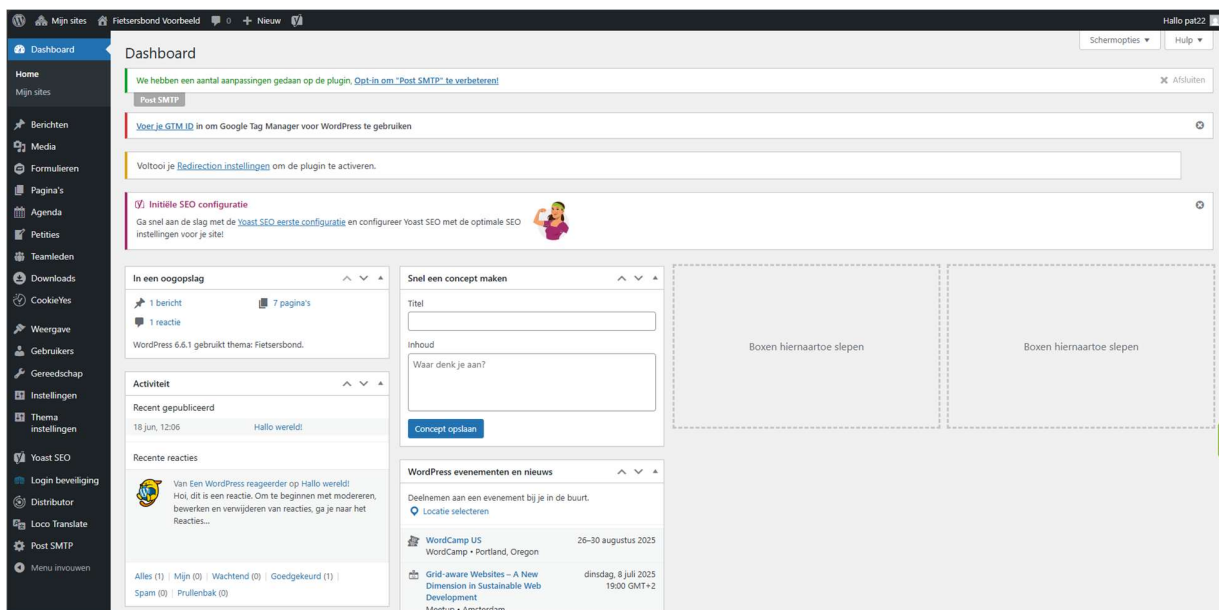 Mijn sites Fietsersbond Voorbeeld 0 Nieuw
Hallo pat22
Dashboard
Home
Mijn sites
Berichten
Media
Formulieren
Pagina's
Agenda
Petities
Teamleden
Downloads
CookieYes
Weergave
Gebruikers
Gereedschap
Instellingen
Thema
instellingen
Yoast SEO
Login beveiliging
Distributor
Loco Translate
Post SMTP
Menu invouwen
Schermopties ▼ Hulp ▼
Dashboard
We hebben een aantal aanpassingen gedaan op de plugin, Opt-in om "Post SMTP" te verbeteren!
Afsluiten
Post SMTP
Voer je GTM ID in om Google Tag Manager voor WordPress te gebruiken
Voltooi je Redirection instellingen om de plugin te activeren.
Initiële SEO configuratie
Ga snel aan de slag met de Yoast SEO eerste configuratie en configureer Yoast SEO met de optimale SEO
instellingen voor je site!
In een oogopslag
1 bericht 7 pagina's
1 reactie
WordPress 6.6.1 gebruikt thema: Fietsersbond.
Activiteit
Recent gepubliceerd
18 jun, 12:06 Hallo wereld!
Recente reacties
Van Een WordPress reageerder op Hallo wereld!
Hoi, dit is een reactie. Om te beginnen met modereren,
bewerken en verwijderen van reacties, ga je naar het
Reacties...
Alles (1) | Mijn (0) | Wachtend (0) | Goedgekeurd (1) |
Spam (0) | Prullenbak (0)
Snel een concept maken
Titel
Inhoud
Waar denk je aan?
Concept opslaan
WordPress evenementen en nieuws
Deelnemen aan een evenement bij je in de buurt.
Locatie selecteren
WordCamp US 26–30 augustus 2025
WordCamp • Portland, Oregon
Grid-aware Websites – A New dinsdag, 8 juli 2025
Dimension in Sustainable Web 19:00 GMT+2
Development
Meetup • Amsterdam
Boxen hiernaartoe slepen
Boxen hiernaartoe slepen